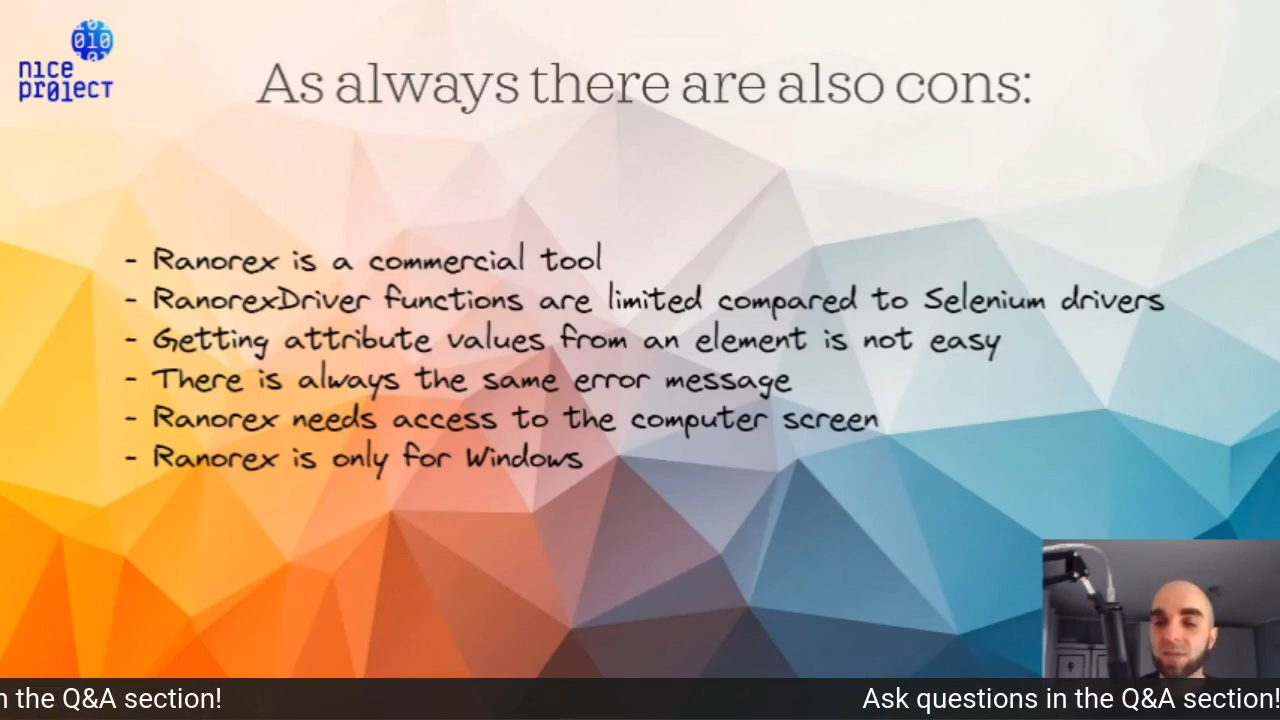 010
n1ce
pr0ject
As always there are also cons:
- Ranorex is a commercial tool
- RanorexDriver functions are limited compared to Selenium drivers
- Getting attribute values from an element is not easy
- There is always the same error message
- Ranorex needs access to the computer screen
- Ranorex is only for Windows
n the Q&A section! Ask questions in the Q&A section!